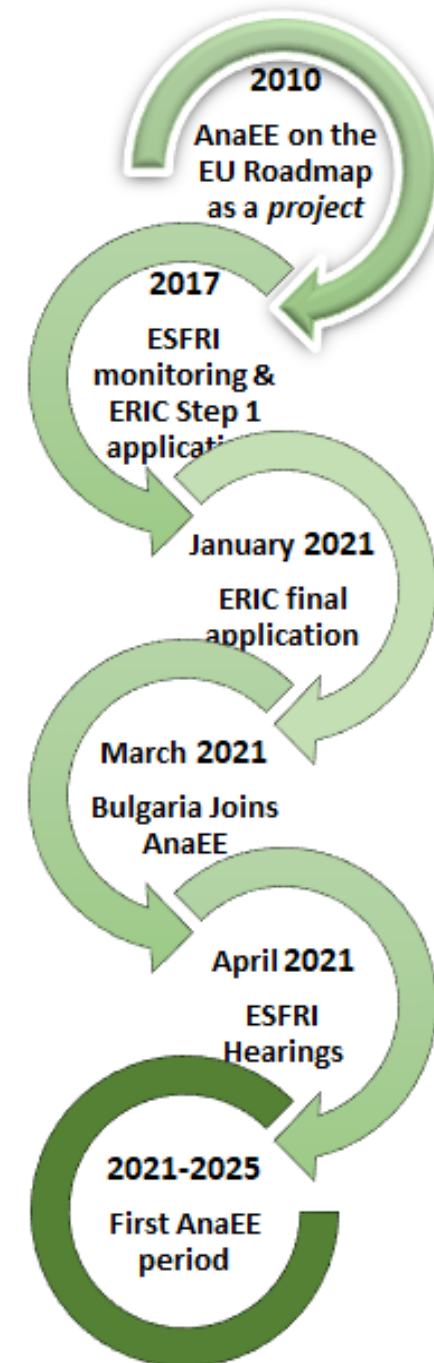 2010
AnaEE on the
EU Roadmap
as a project
2017
ESFRI
monitoring &
ERIC Step 1
application
January 2021
ERIC final
application
March 2021
Bulgaria Joins
AnaEE
April 2021
ESFRI
Hearings
2021-2025
First AnaEE
period